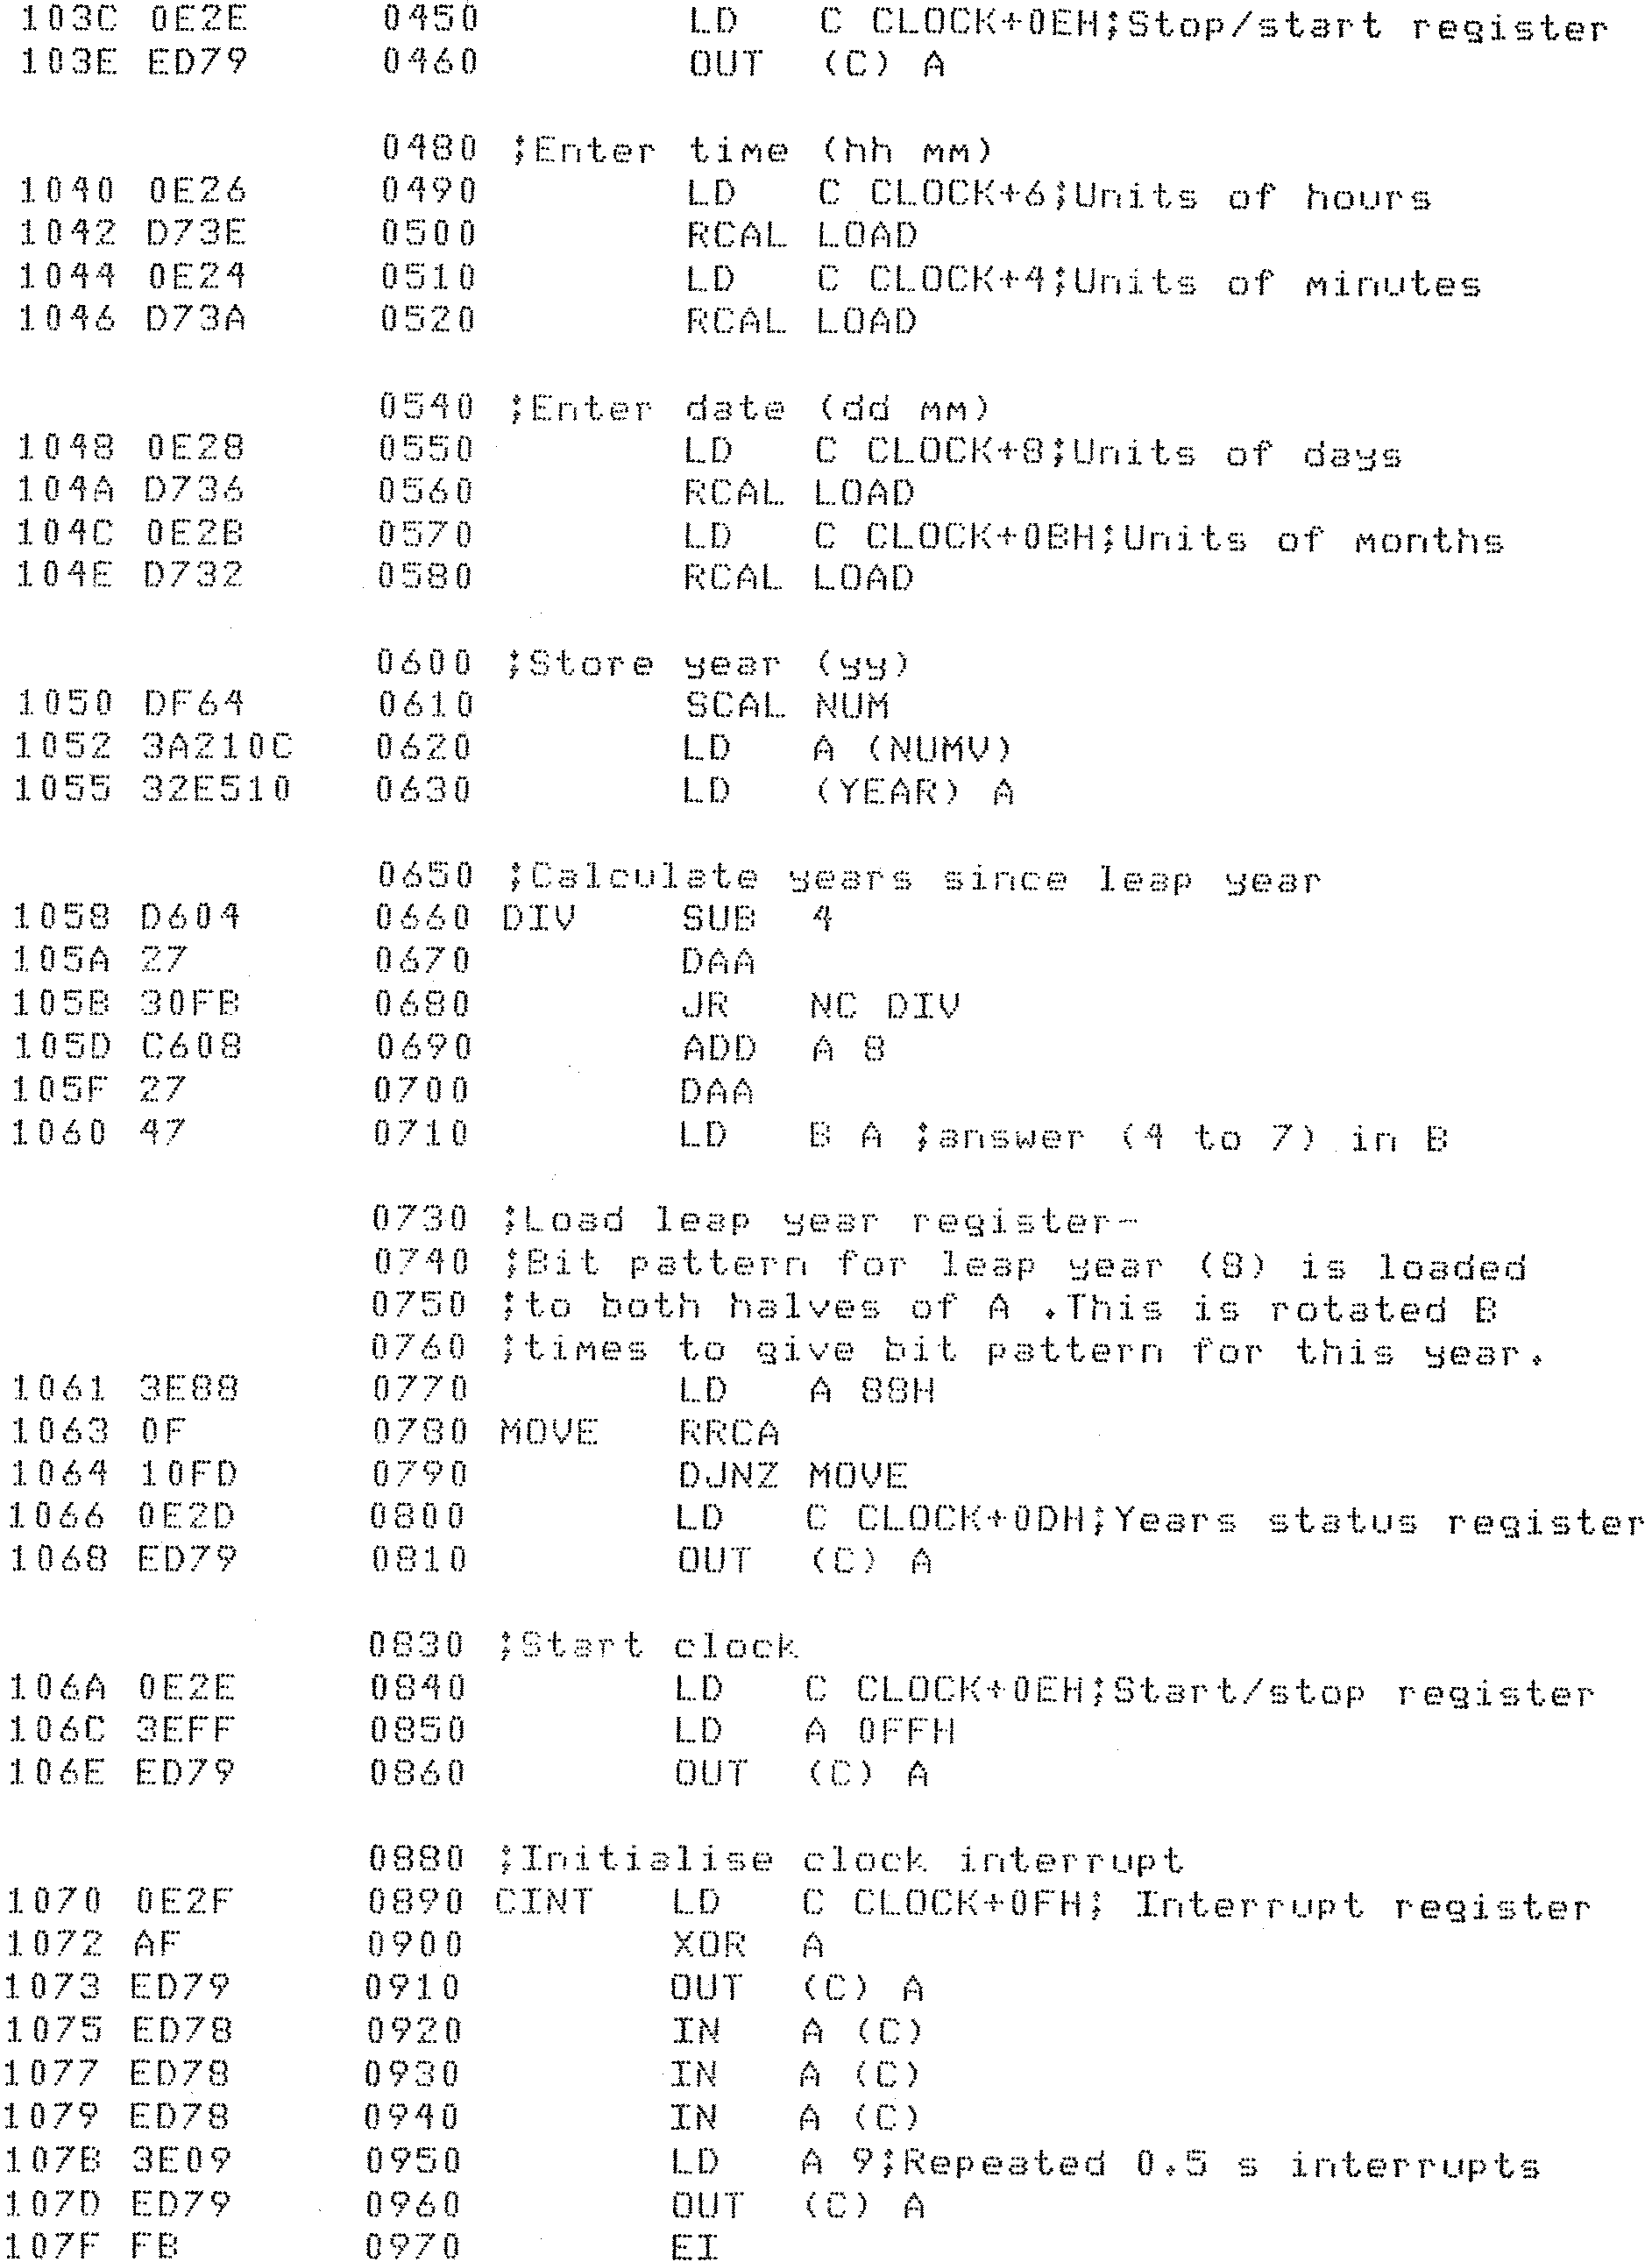 103C 0E2E 0450 LD C CLOCK+0EH;Stop/start register
103E ED79 0460 OUT (C) A
0480 ;Enter time (hh mm)
1040 0E26 0490 LD C CLOCK+6;Units of hours
1042 D73E 0500 RCAL LOAD
1044 0E24 0510 LD C CLOCK+4;Units of minutes
1046 D73A 0520 RCAL LOAD
0540 ;Enter date (dd mm)
1048 0E28 0550 LD C CLOCK+8;Units of days
104A D736 0560 RCAL LOAD
104C 0E2B 0570 LD C CLOCK+0BH;Units of months
104E D732 0580 RCAL LOAD
0600 ;Store year (yy)
1050 DF64 0610 SCAL NUM
1052 3A210C 0620 LD A (NUMV)
1055 32E510 0630 LD (YEAR) A
0650 ;Calculate years since leap year
1058 D604 0660 DIV SUB 4
105A 27 0670 DAA
105B 30FB 0680 JR NC DIV
105D C608 0690 ADD A 8
105F 27 0700 DAA
1060 47 0710 LD B A ;answer (4 to 7) in B
0730 ;Load leap year register-
0740 ;Bit pattern for leap year (8) is loaded
0750 ;to both halves of A .This is rotated B
0760 ;times to give bit pattern for this year.
1061 3E88 0770 LD A 88H
1063 0F 0780 MOVE RRCA
1064 10FD 0790 DJNZ MOVE
1066 0E2D 0800 LD C CLOCK+0DH;Years status register
1068 ED79 0810 OUT (C) A
0830 ;Start clock
106A 0E2E 0840 LD C CLOCK+0EH;Start/stop register
106C 3EFF 0850 LD A 0FFH
106E ED79 0860 OUT (C) A
0880 ;Initialise clock interrupt
1070 0E2F 0890 CINT LD C CLOCK+0FH; Interrupt register
1072 AF 0900 XOR A
1073 ED79 0910 OUT (C) A
1075 ED78 0920 IN A (C)
1077 ED78 0930 IN A (C)
1079 ED78 0940 IN A (C)
107B 3E09 0950 LD A 9;Repeated 0.5 s interrupts
107D ED79 0960 OUT (C) A
107F FB 0970 EI